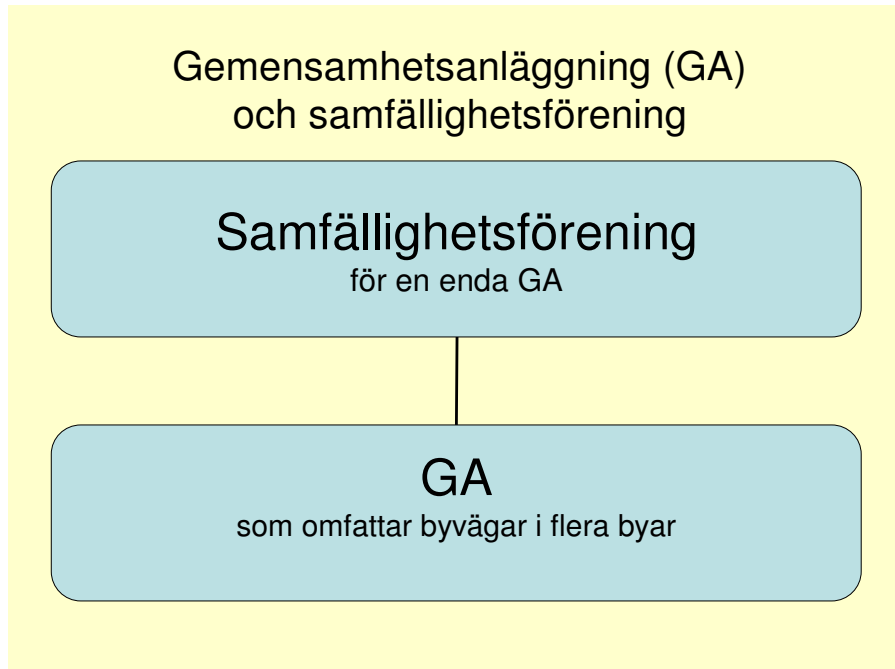 Gemensamhetsanläggning (GA)
och samfällighetsförening
Samfällighetsförening
för en enda GA
GA
som omfattar byvägar i flera byar